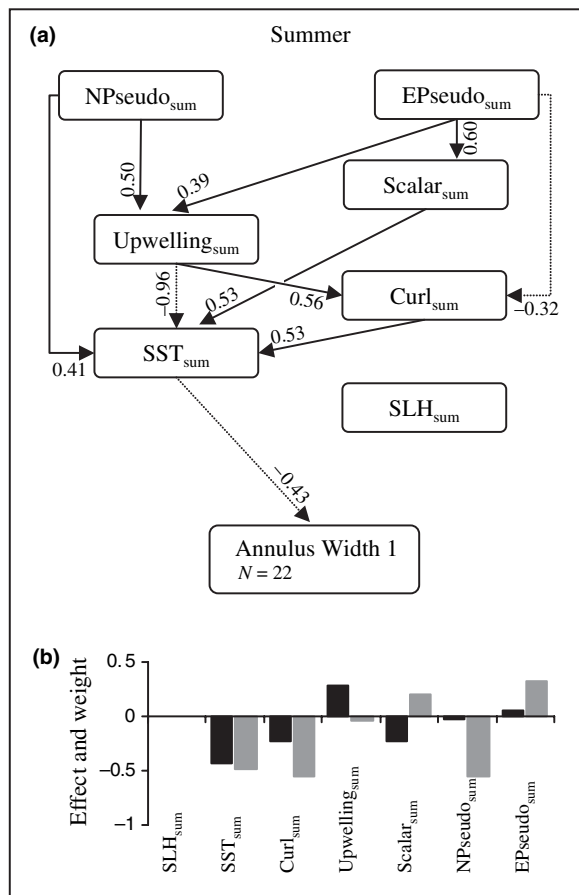 (a) Summer
NPseudo_sum EPseudo_sum
0.50 0.39 0.60
Scalar_sum
Upwelling_sum
−0.96 0.53 0.56 Curl_sum −0.32
0.53
SST_sum
0.41
SLH_sum
−0.43
Annulus Width 1
N = 22
(b)
Effect and weight
0.5
0
−0.5
−1
SLH_sum SST_sum Curl_sum Upwelling_sum Scalar_sum NPseudo_sum EPseudo_sum